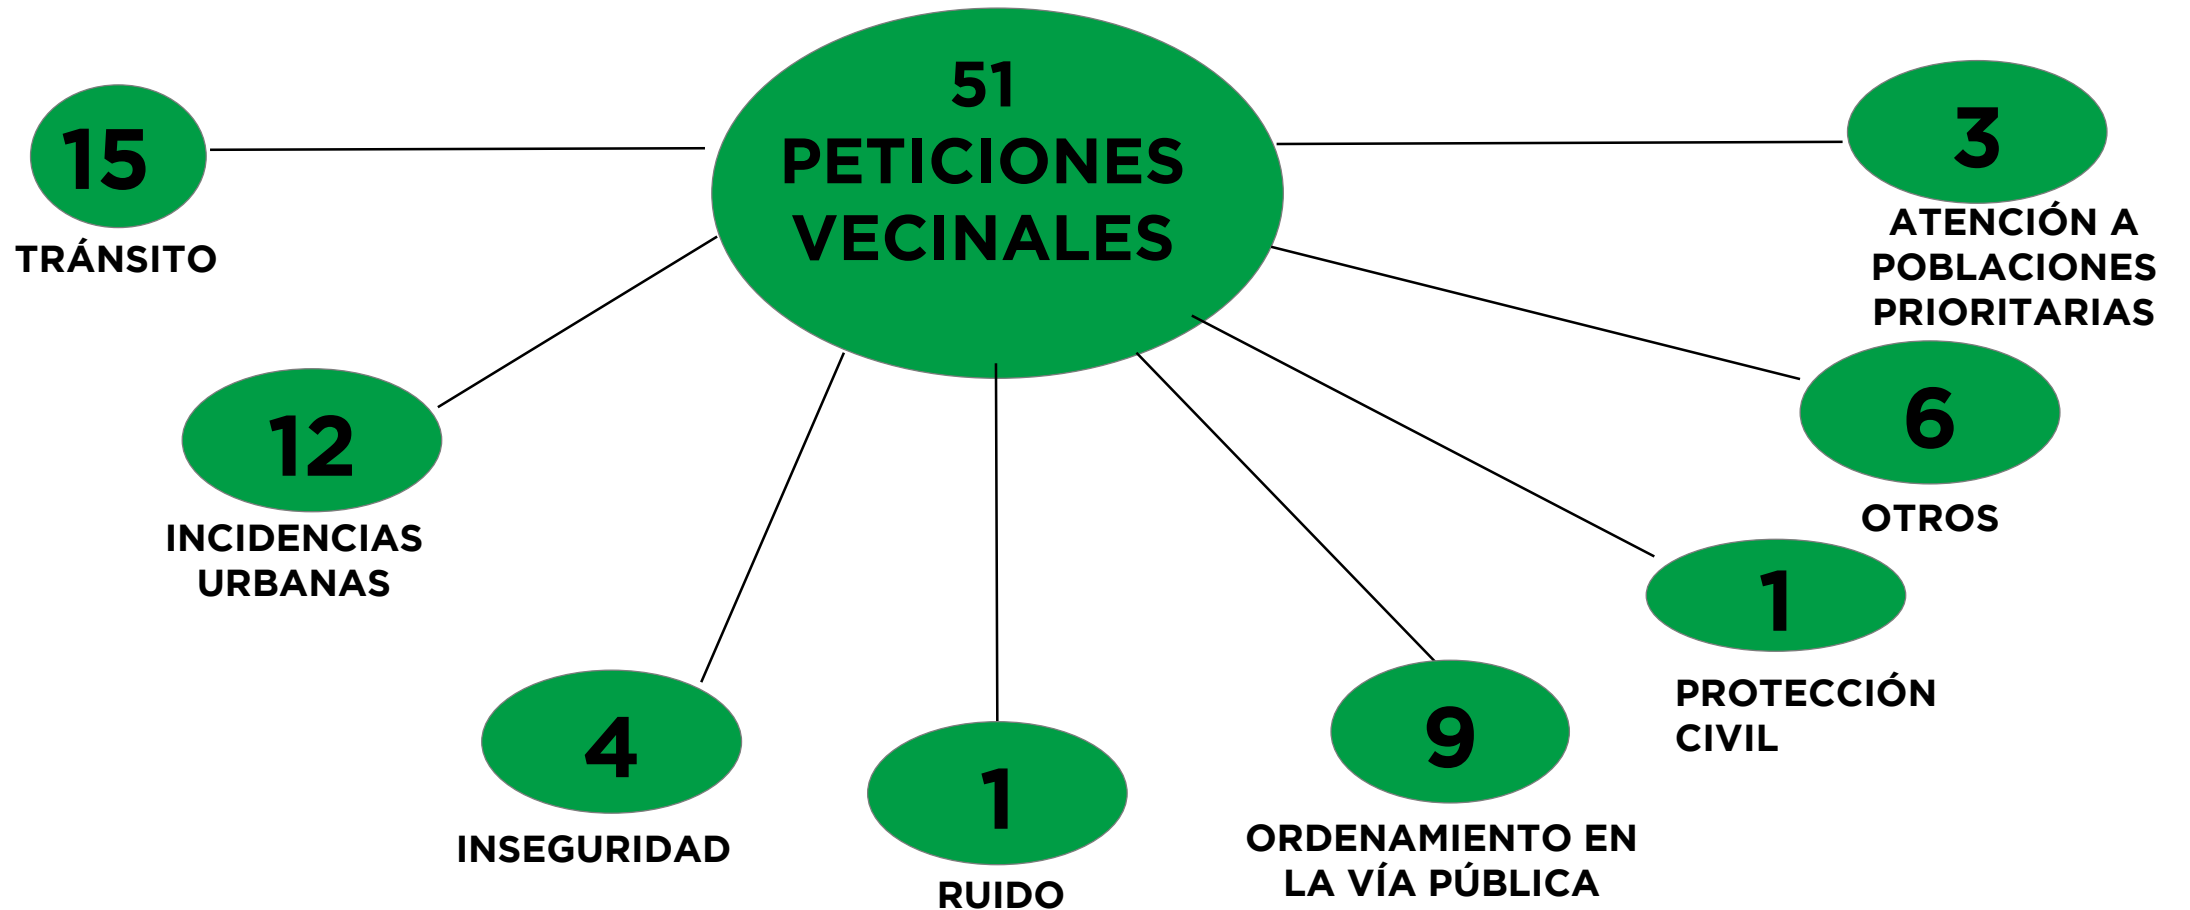 51
PETICIONES
VECINALES
15
TRÁNSITO
12
INCIDENCIAS
URBANAS
4
INSEGURIDAD
1
RUIDO
9
ORDENAMIENTO EN
LA VÍA PÚBLICA
1
PROTECCIÓN
CIVIL
6
OTROS
3
ATENCIÓN A
POBLACIONES
PRIORITARIAS